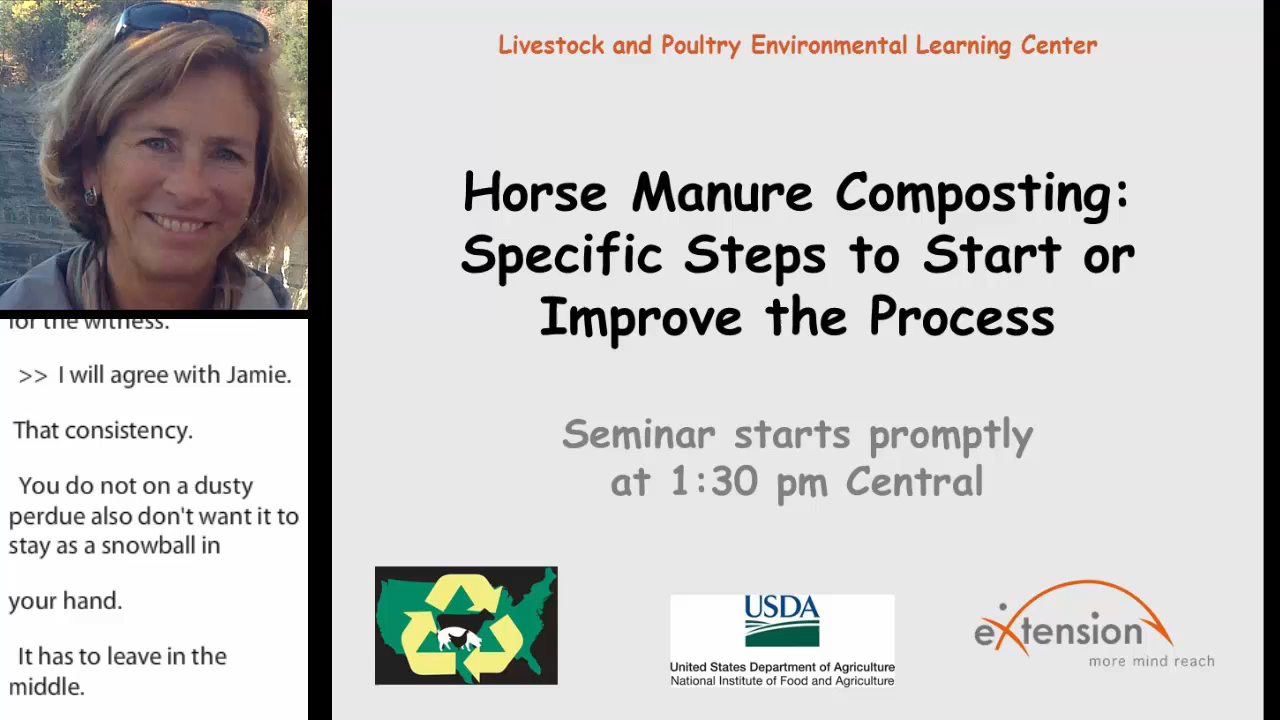 Livestock and Poultry Environmental Learning Center
Horse Manure Composting:
Specific Steps to Start or
Improve the Process
Seminar starts promptly
at 1:30 pm Central
for the witness.
>> I will agree with Jamie.
That consistency.
You do not on a dusty
perdue also don't want it to
stay as a snowball in
your hand.
It has to leave in the
middle.
USDA
United States Department of Agriculture
National Institute of Food and Agriculture
eXtension
more mind reach